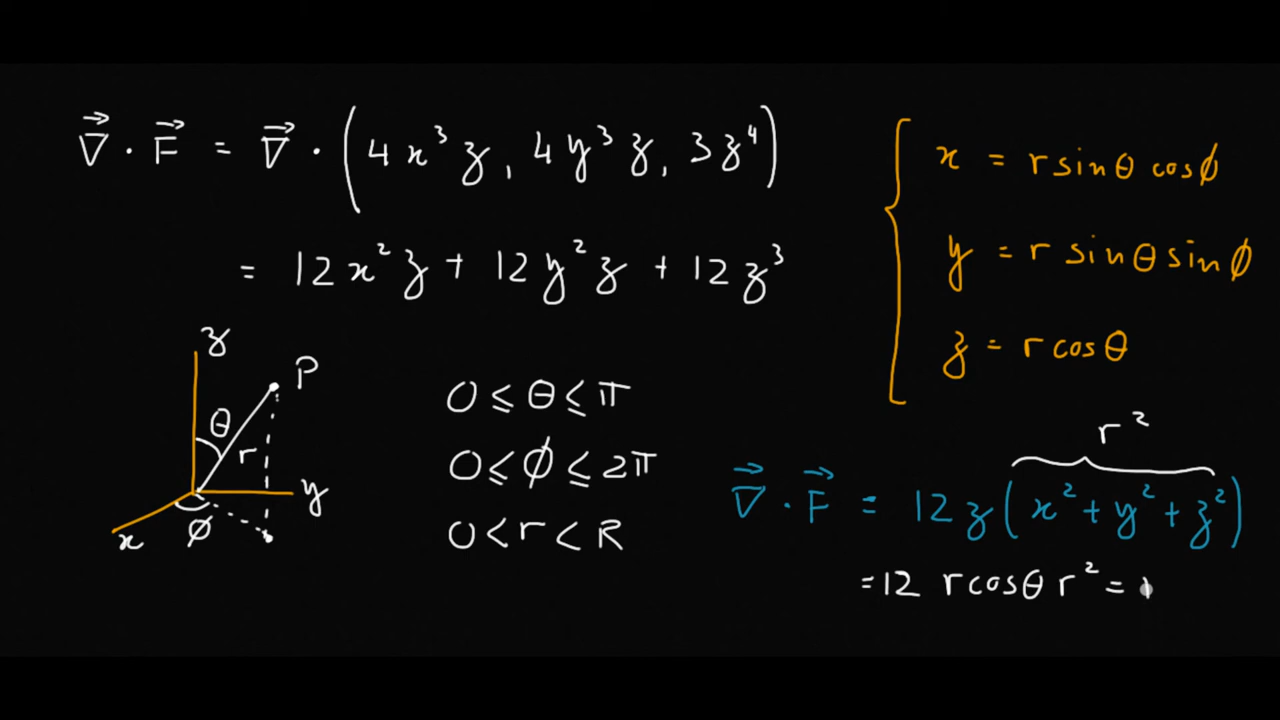 ∇⃗ · F⃗ = ∇⃗ · (4x³z, 4y³z, 3z⁴)
= 12x²z + 12y²z + 12z³
x = r sinθ cosϕ
y = r sinθ sinϕ
z = r cosθ
z
P
θ
r
y
x
ϕ
0 ≤ θ ≤ π
0 ≤ ϕ ≤ 2π
0 < r < R
r²
∇⃗ · F⃗ = 12z(x² + y² + z²)
= 12 r cosθ r² =